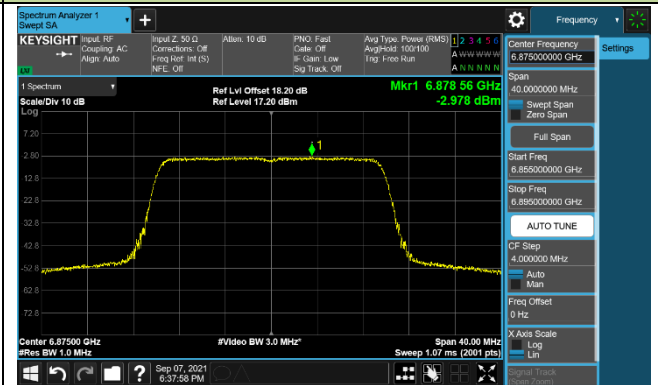 Spectrum Analyzer 1
Swept SA
Frequency
KEYSIGHT
Input: RF
Coupling: AC
Align: Auto
Input Z: 50 Ω
Corrections: Off
Freq Ref: Int (S)
NFE: Off
Atten: 10 dB
PNO: Fast
Gate: Off
IF Gain: Low
Sig Track: Off
Avg Type: Power (RMS)
Avg|Hold: 100/100
Trig: Free Run
1 2 3 4 5 6
A W W W W W
A N N N N N
1 Spectrum
Scale/Div 10 dB
Ref Lvl Offset 18.20 dB
Ref Level 17.20 dBm
Mkr1 6.878 56 GHz
-2.978 dBm
Log
7.20
2.80
12.8
22.8
32.8
42.8
52.8
62.8
72.8
1
Center 6.87500 GHz
#Res BW 1.0 MHz
#Video BW 3.0 MHz*
Span 40.00 MHz
Sweep 1.07 ms (2001 pts)
Center Frequency
6.875000000 GHz
Settings
Span
40.0000000 MHz
Swept Span
Zero Span
Full Span
Start Freq
6.855000000 GHz
Stop Freq
6.895000000 GHz
AUTO TUNE
CF Step
4.000000 MHz
Auto
Man
Freq Offset
0 Hz
X Axis Scale
Log
Lin
Signal Track
(Span Zoom)
Sep 07, 2021
6:37:58 PM